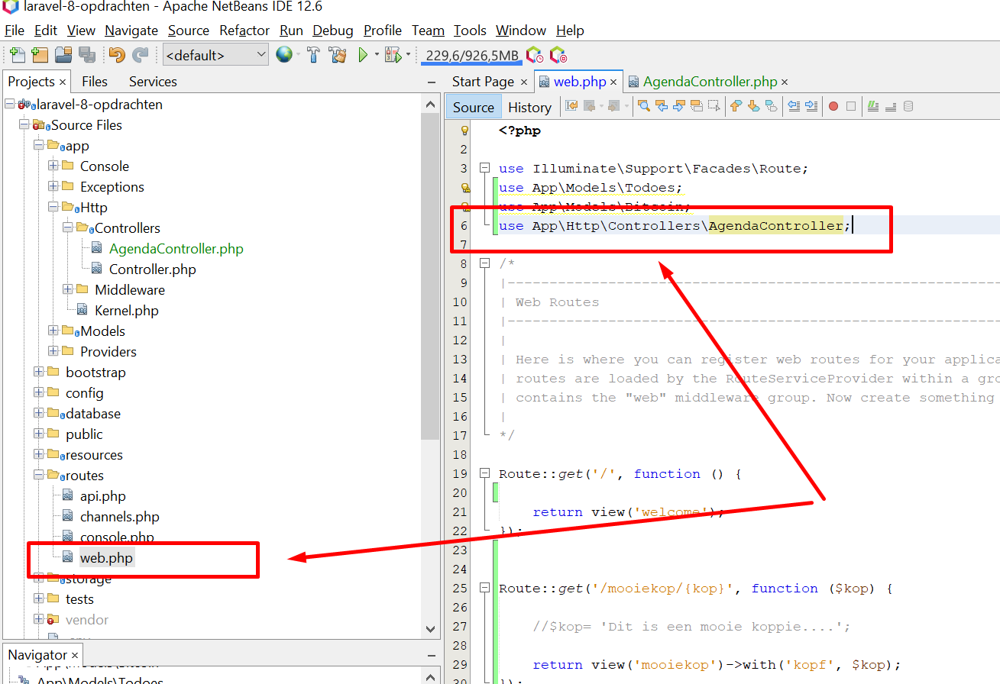 laravel-8-opdrachten - Apache NetBeans IDE 12.6
File Edit View Navigate Source Refactor Run Debug Profile Team Tools Window Help
<default> 229,6/926,5MB
Projects × Files Services
laravel-8-opdrachten
Source Files
app
Console
Exceptions
Http
Controllers
AgendaController.php
Controller.php
Middleware
Kernel.php
Models
Providers
bootstrap
config
database
public
resources
routes
api.php
channels.php
console.php
web.php
storage
tests
vendor
Navigator ×
App\Models\Todoes
Start Page × web.php × AgendaController.php ×
Source History
<?php
2
3 use Illuminate\Support\Facades\Route;
use App\Models\Todoes;
use App\Models\Bitcoin;
6 use App\Http\Controllers\AgendaController;
7
8 /*
9 |--------------------------------------------------------------------------
10 | Web Routes
11 |--------------------------------------------------------------------------
12 |
13 | Here is where you can register web routes for your applica
14 | routes are loaded by the RouteServiceProvider within a gro
15 | contains the "web" middleware group. Now create something
16 |
17 */
18
19 Route::get('/', function () {
20
21 return view('welcome');
22 });
23
24
25 Route::get('/mooiekop/{kop}', function ($kop) {
26
27 //$kop= 'Dit is een mooie koppie....';
28
29 return view('mooiekop')->with('kopf', $kop);
30 });